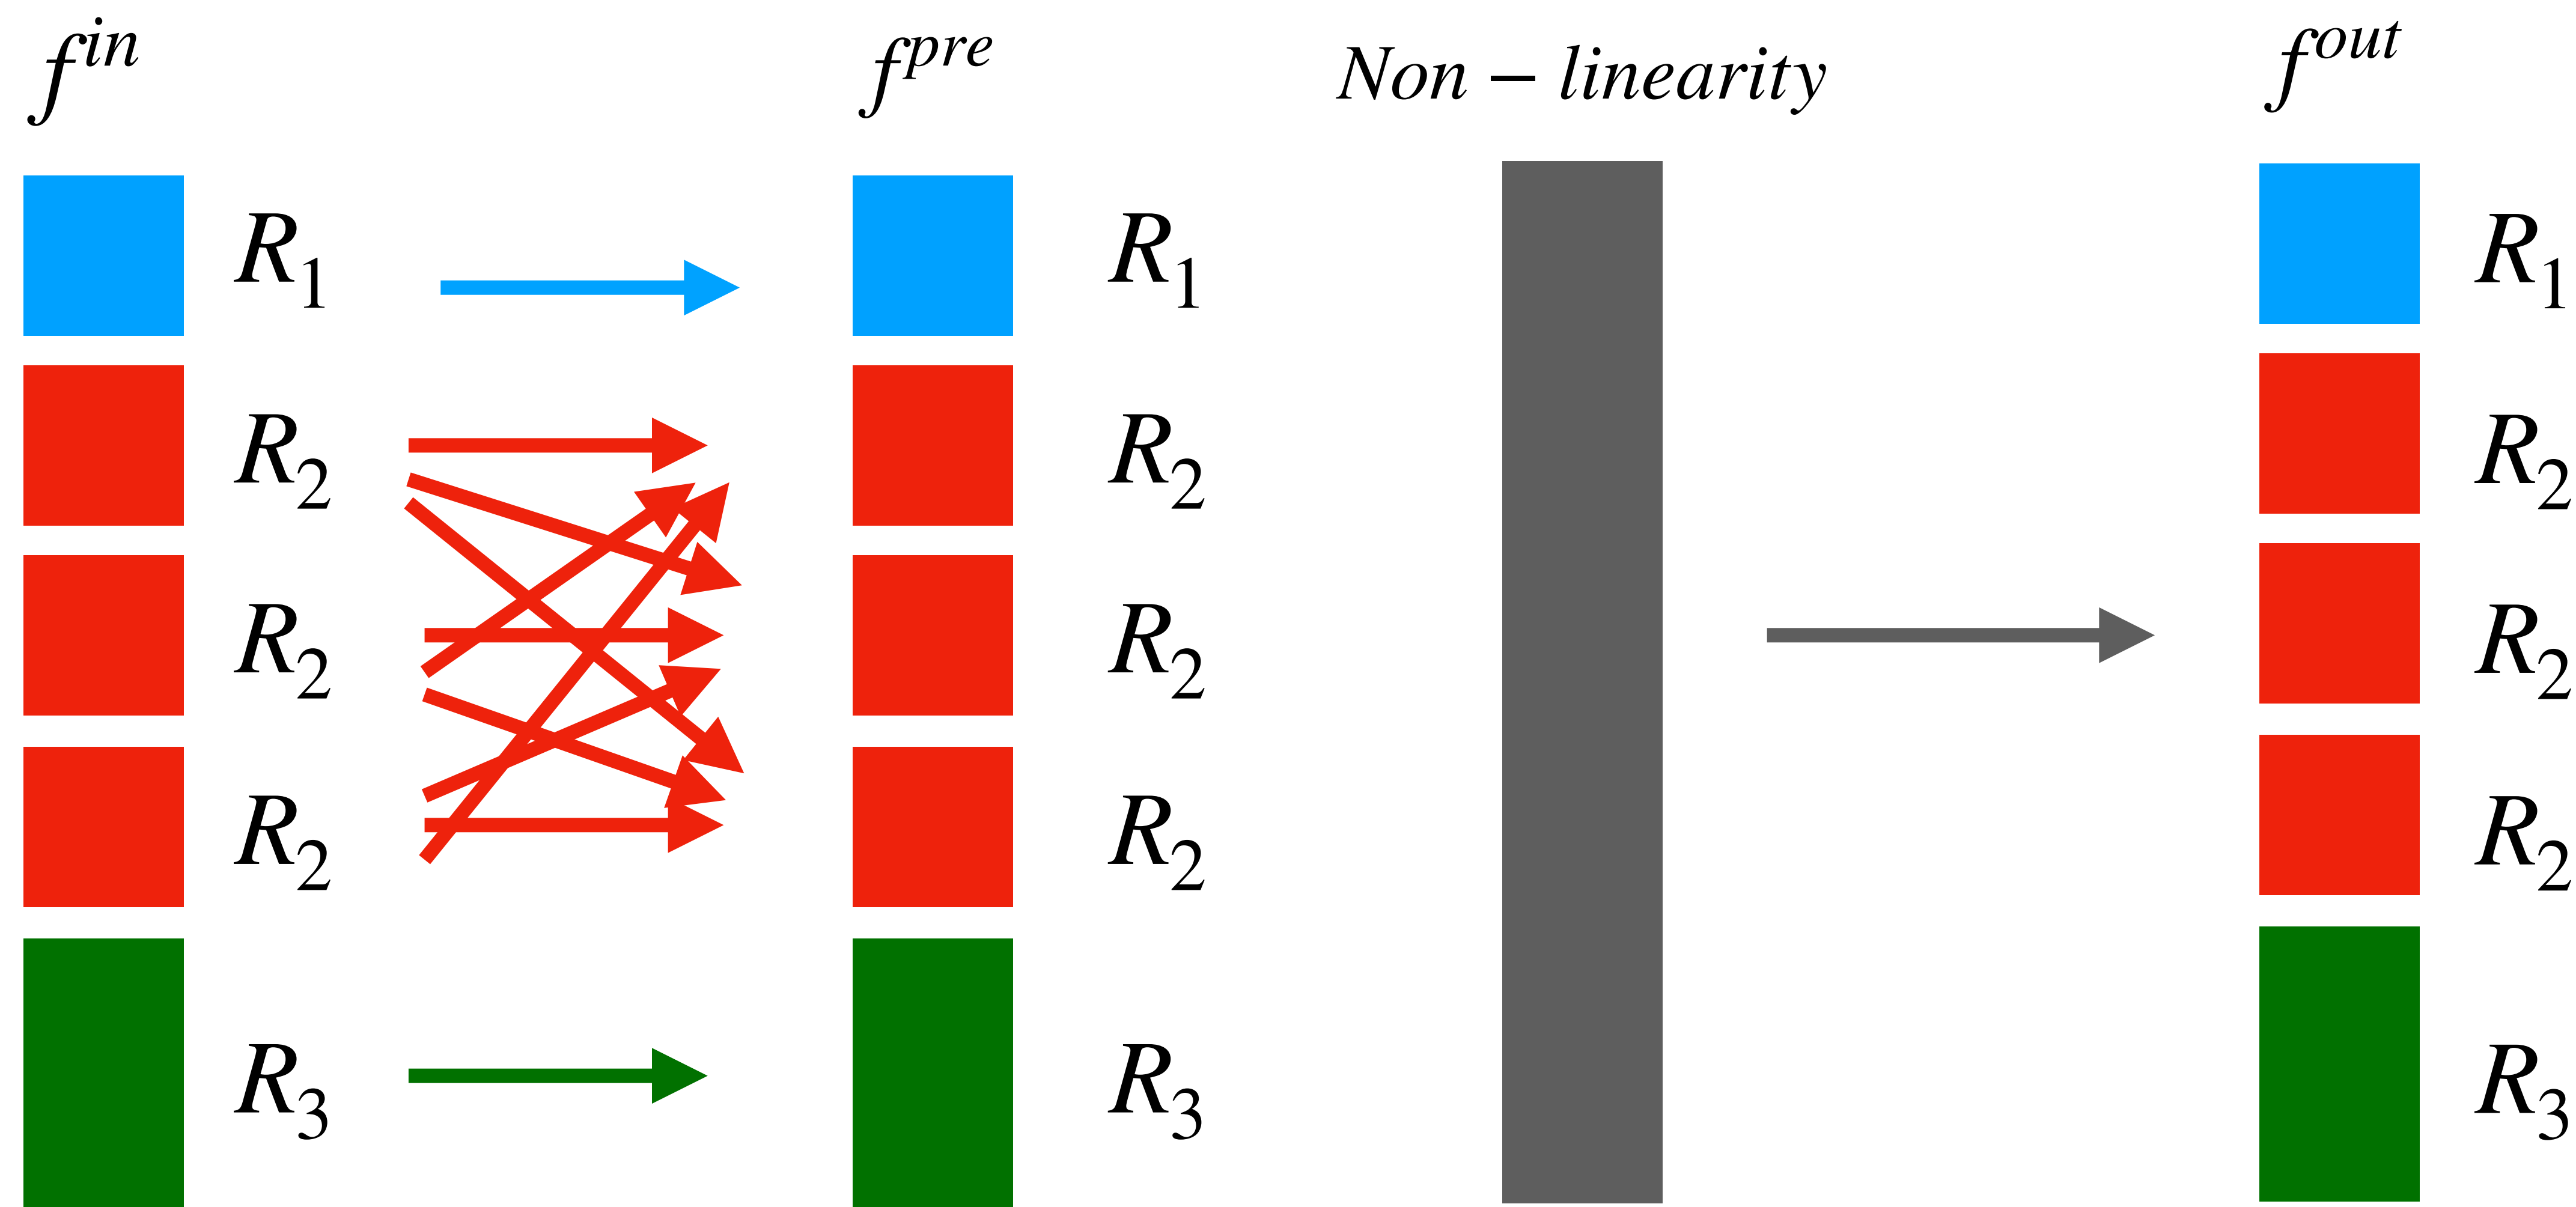 f^in f^pre Non − linearity f^out
R_1 R_1 R_1
R_2 R_2 R_2
R_2 R_2 R_2
R_2 R_2 R_2
R_3 R_3 R_3